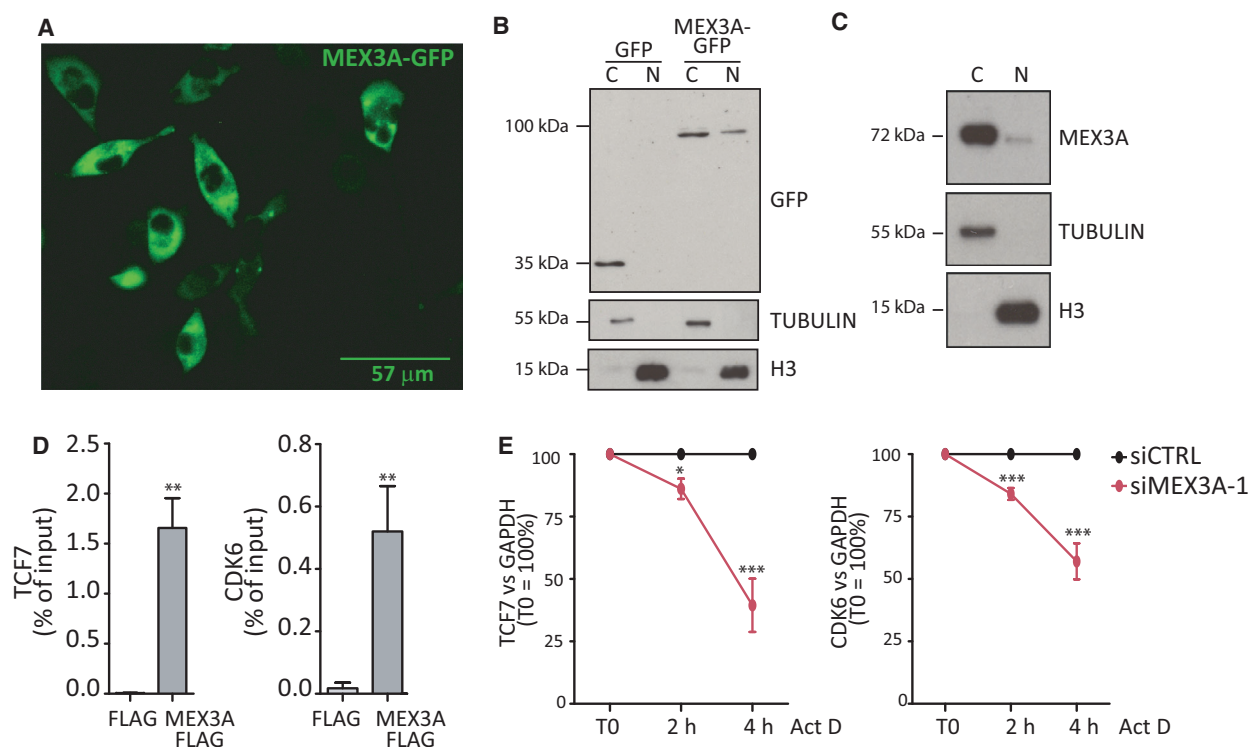 A
MEX3A-GFP
57 μm
B
GFP
MEX3A-
GFP
C N C N
100 kDa
35 kDa
GFP
55 kDa
TUBULIN
15 kDa
H3
C
C N
72 kDa
MEX3A
55 kDa
TUBULIN
15 kDa
H3
D
TCF7
(% of input)
2.5
2.0
1.5
1.0
0.5
0.0
**
FLAG
MEX3A
FLAG
CDK6
(% of input)
0.8
0.6
0.4
0.2
0.0
**
FLAG
MEX3A
FLAG
E
TCF7 vs GAPDH
(T0 = 100%)
100
75
50
25
0
*
***
T0 2 h 4 h Act D
CDK6 vs GAPDH
(T0 = 100%)
100
75
50
25
0
***
***
T0 2 h 4 h Act D
siCTRL
siMEX3A-1